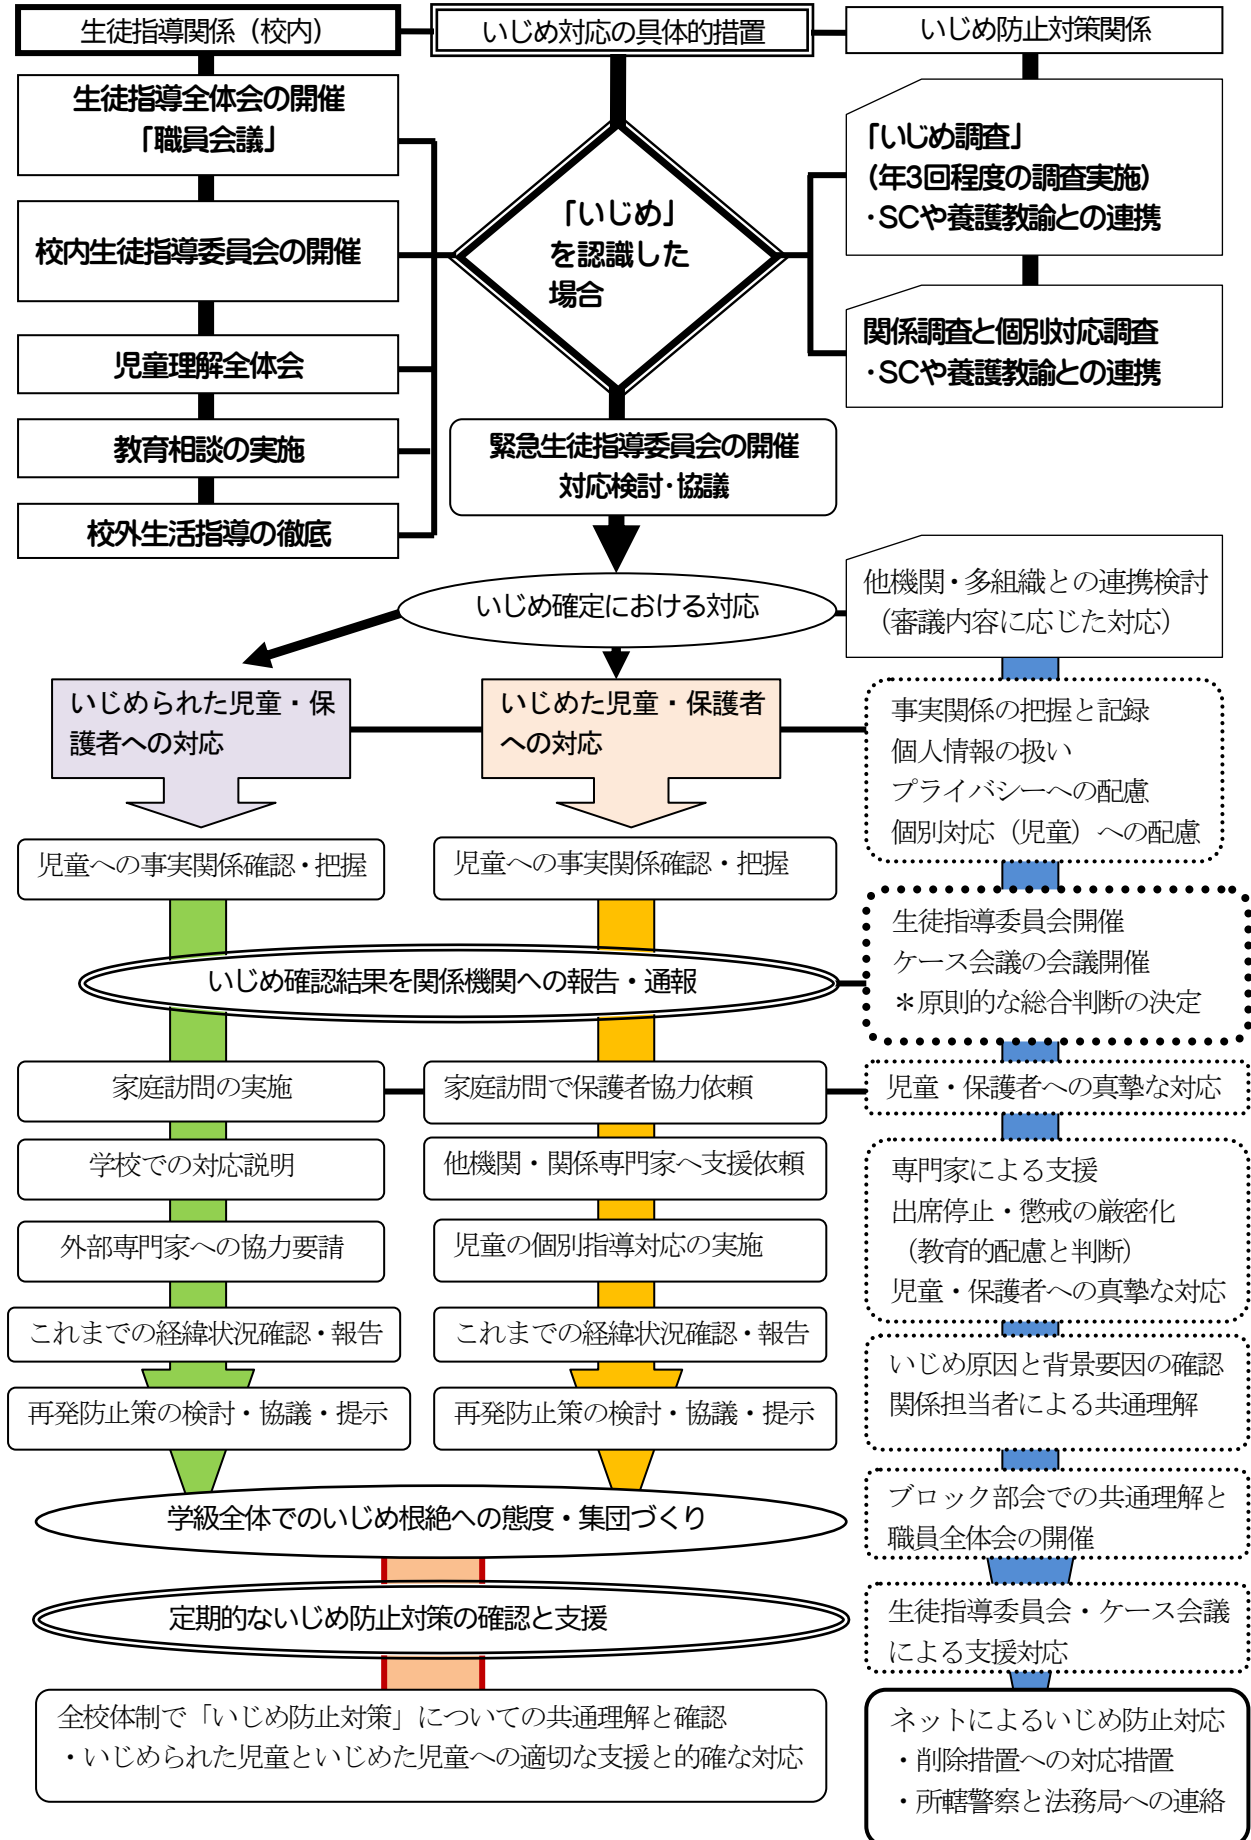 生徒指導関係（校内）
いじめ対応の具体的措置
いじめ防止対策関係
生徒指導全体会の開催
「職員会議」
校内生徒指導委員会の開催
児童理解全体会
教育相談の実施
校外生活指導の徹底
「いじめ」
を認識した
場合
「いじめ調査」
(年3回程度の調査実施)
・SCや養護教諭との連携
関係調査と個別対応調査
・SCや養護教諭との連携
緊急生徒指導委員会の開催
対応検討・協議
いじめ確定における対応
他機関・多組織との連携検討
（審議内容に応じた対応）
いじめられた児童・保
護者への対応
いじめた児童・保護者
への対応
事実関係の把握と記録
個人情報の扱い
プライバシーへの配慮
個別対応（児童）への配慮
児童への事実関係確認・把握
児童への事実関係確認・把握
生徒指導委員会開催
ケース会議の会議開催
＊原則的な総合判断の決定
いじめ確認結果を関係機関への報告・通報
家庭訪問の実施
家庭訪問で保護者協力依頼
児童・保護者への真摯な対応
学校での対応説明
他機関・関係専門家へ支援依頼
専門家による支援
出席停止・懲戒の厳密化
（教育的配慮と判断）
児童・保護者への真摯な対応
外部専門家への協力要請
児童の個別指導対応の実施
これまでの経緯状況確認・報告
これまでの経緯状況確認・報告
いじめ原因と背景要因の確認
関係担当者による共通理解
再発防止策の検討・協議・提示
再発防止策の検討・協議・提示
学級全体でのいじめ根絶への態度・集団づくり
ブロック部会での共通理解と
職員全体会の開催
定期的ないじめ防止対策の確認と支援
生徒指導委員会・ケース会議
による支援対応
全校体制で「いじめ防止対策」についての共通理解と確認
・いじめられた児童といじめた児童への適切な支援と的確な対応
ネットによるいじめ防止対応
・削除措置への対応措置
・所轄警察と法務局への連絡